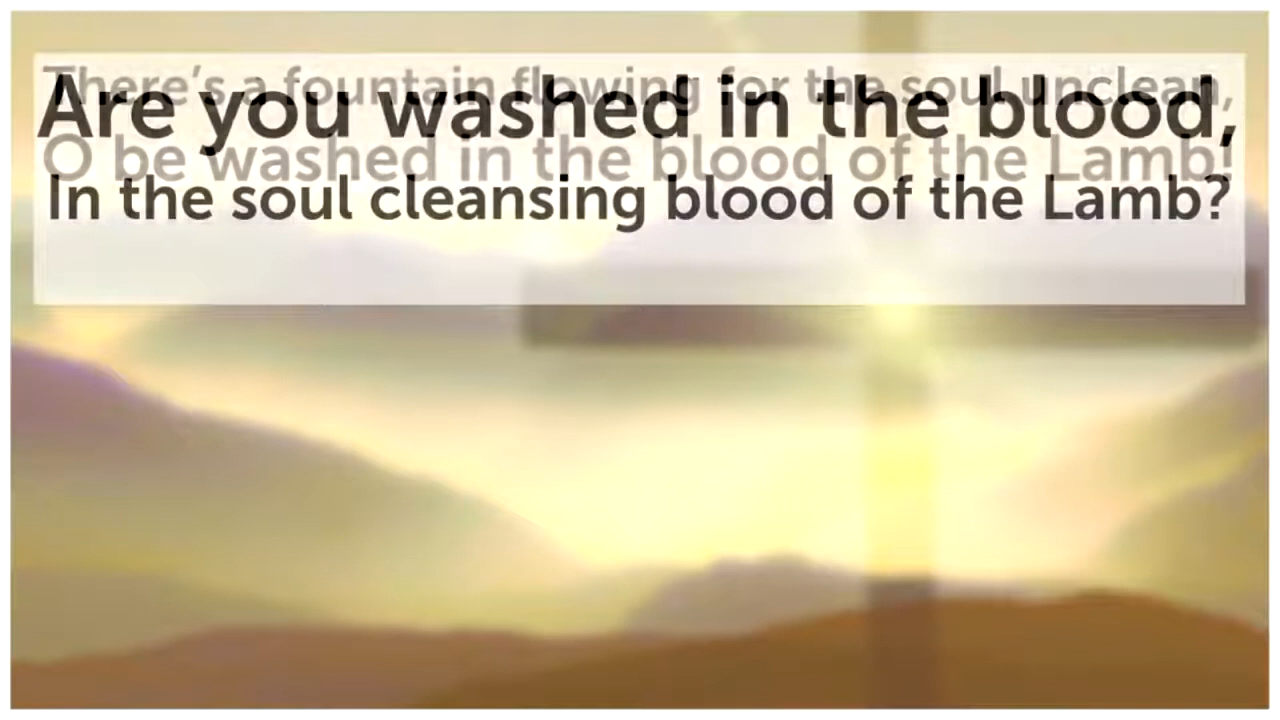 There's a fountain flowing for the soul unclean,
Are you washed in the blood,
O be washed in the blood of the Lamb!
In the soul cleansing blood of the Lamb?